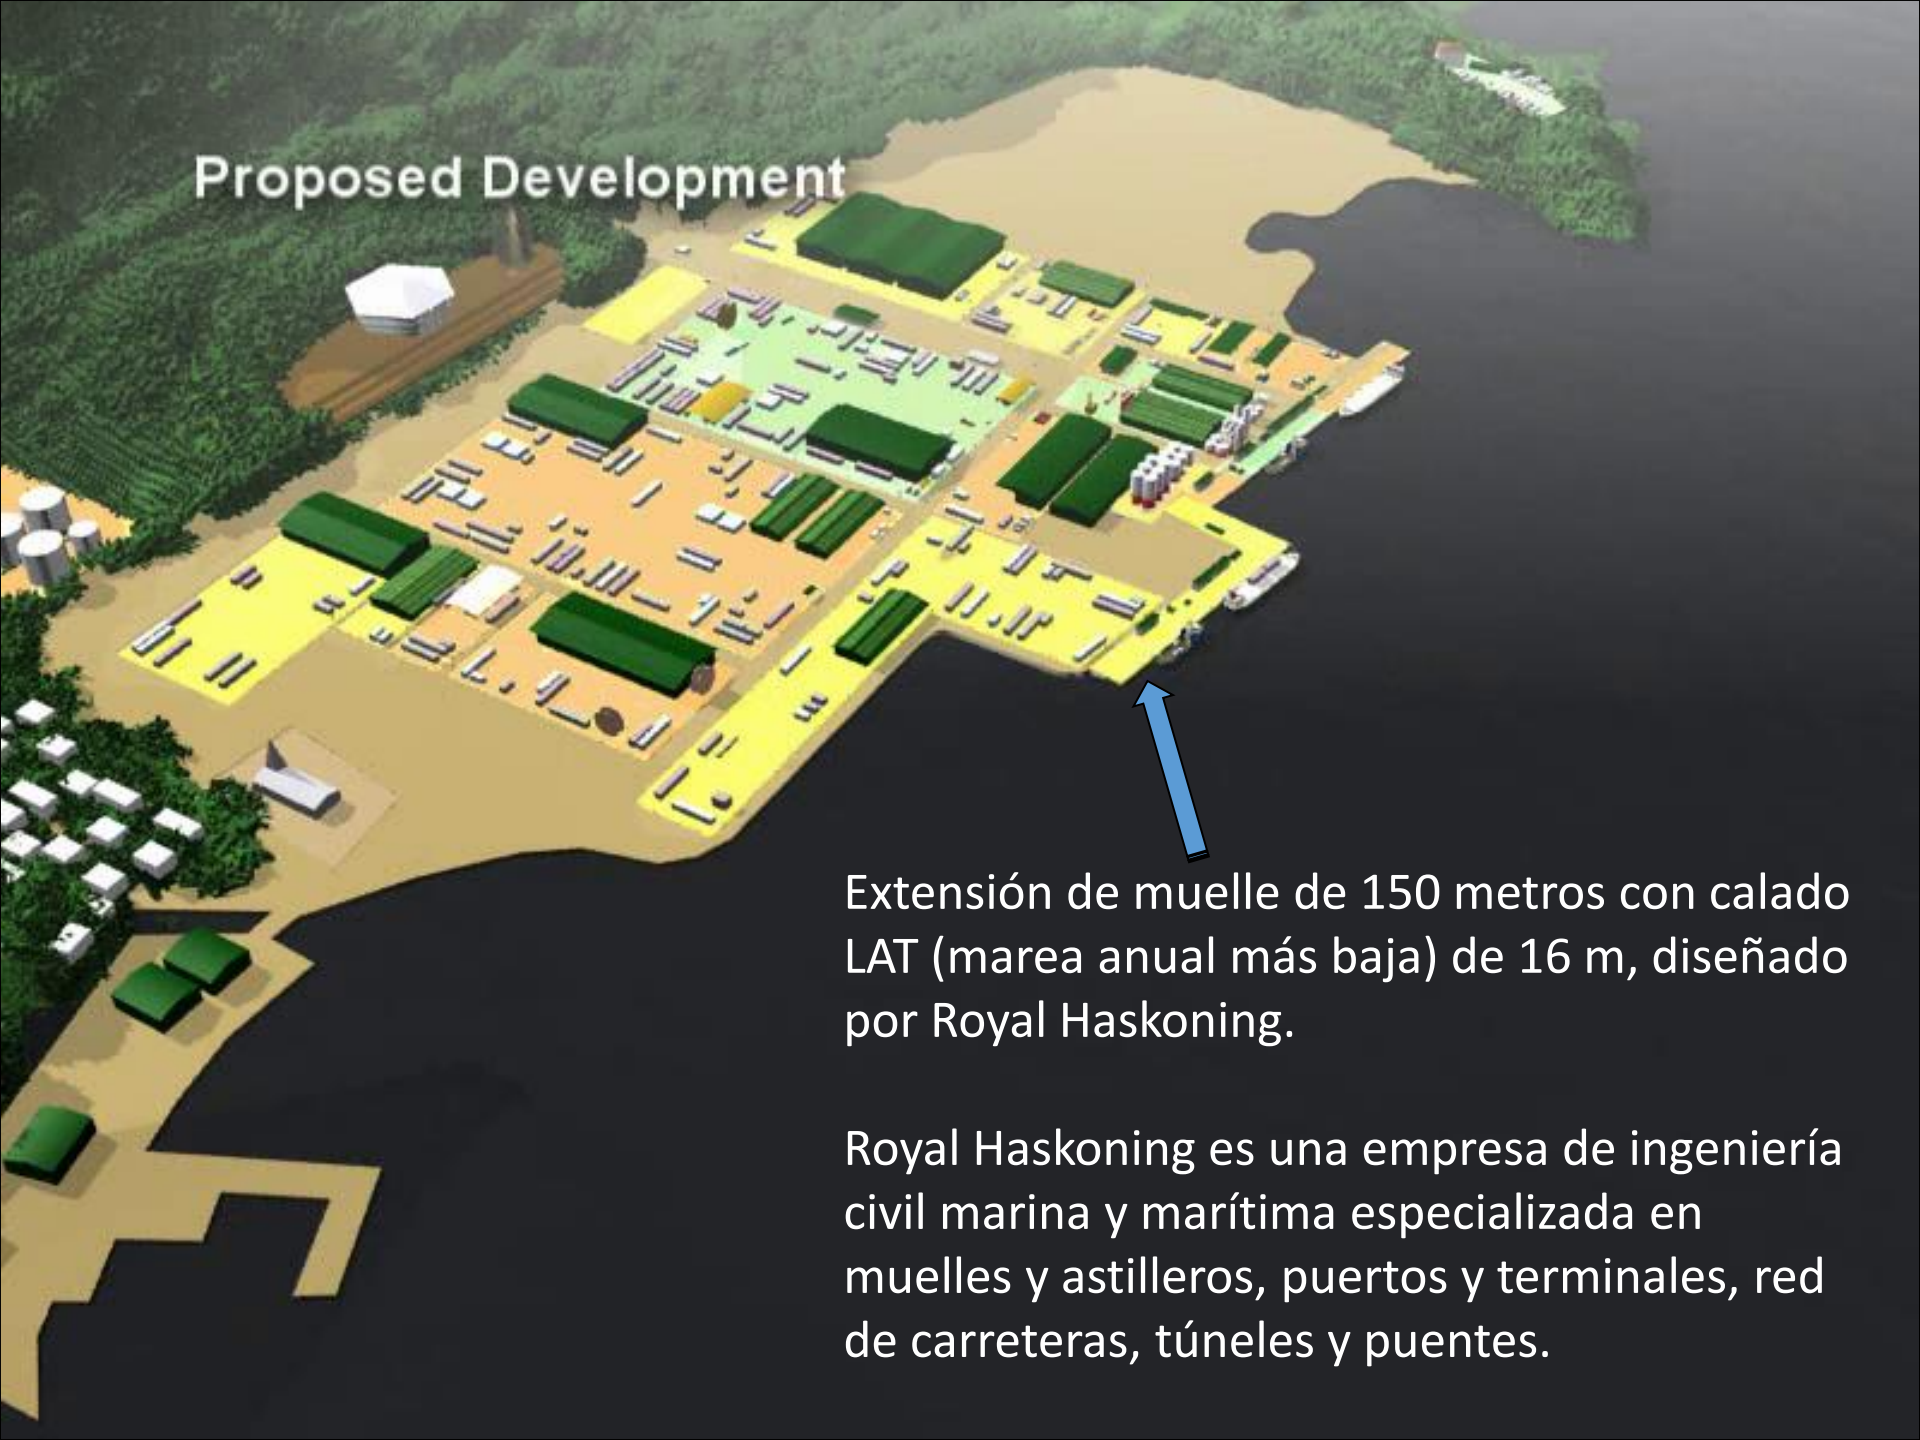 Proposed Development
Extensión de muelle de 150 metros con calado
LAT (marea anual más baja) de 16 m, diseñado
por Royal Haskoning.
Royal Haskoning es una empresa de ingeniería
civil marina y marítima especializada en
muelles y astilleros, puertos y terminales, red
de carreteras, túneles y puentes.